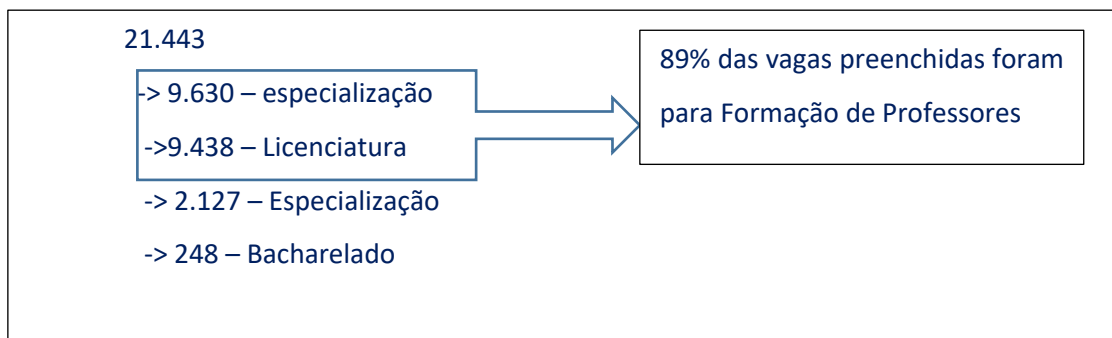 21.443
-> 9.630 – especialização
->9.438 – Licenciatura
-> 2.127 – Especialização
-> 248 – Bacharelado
89% das vagas preenchidas foram
para Formação de Professores